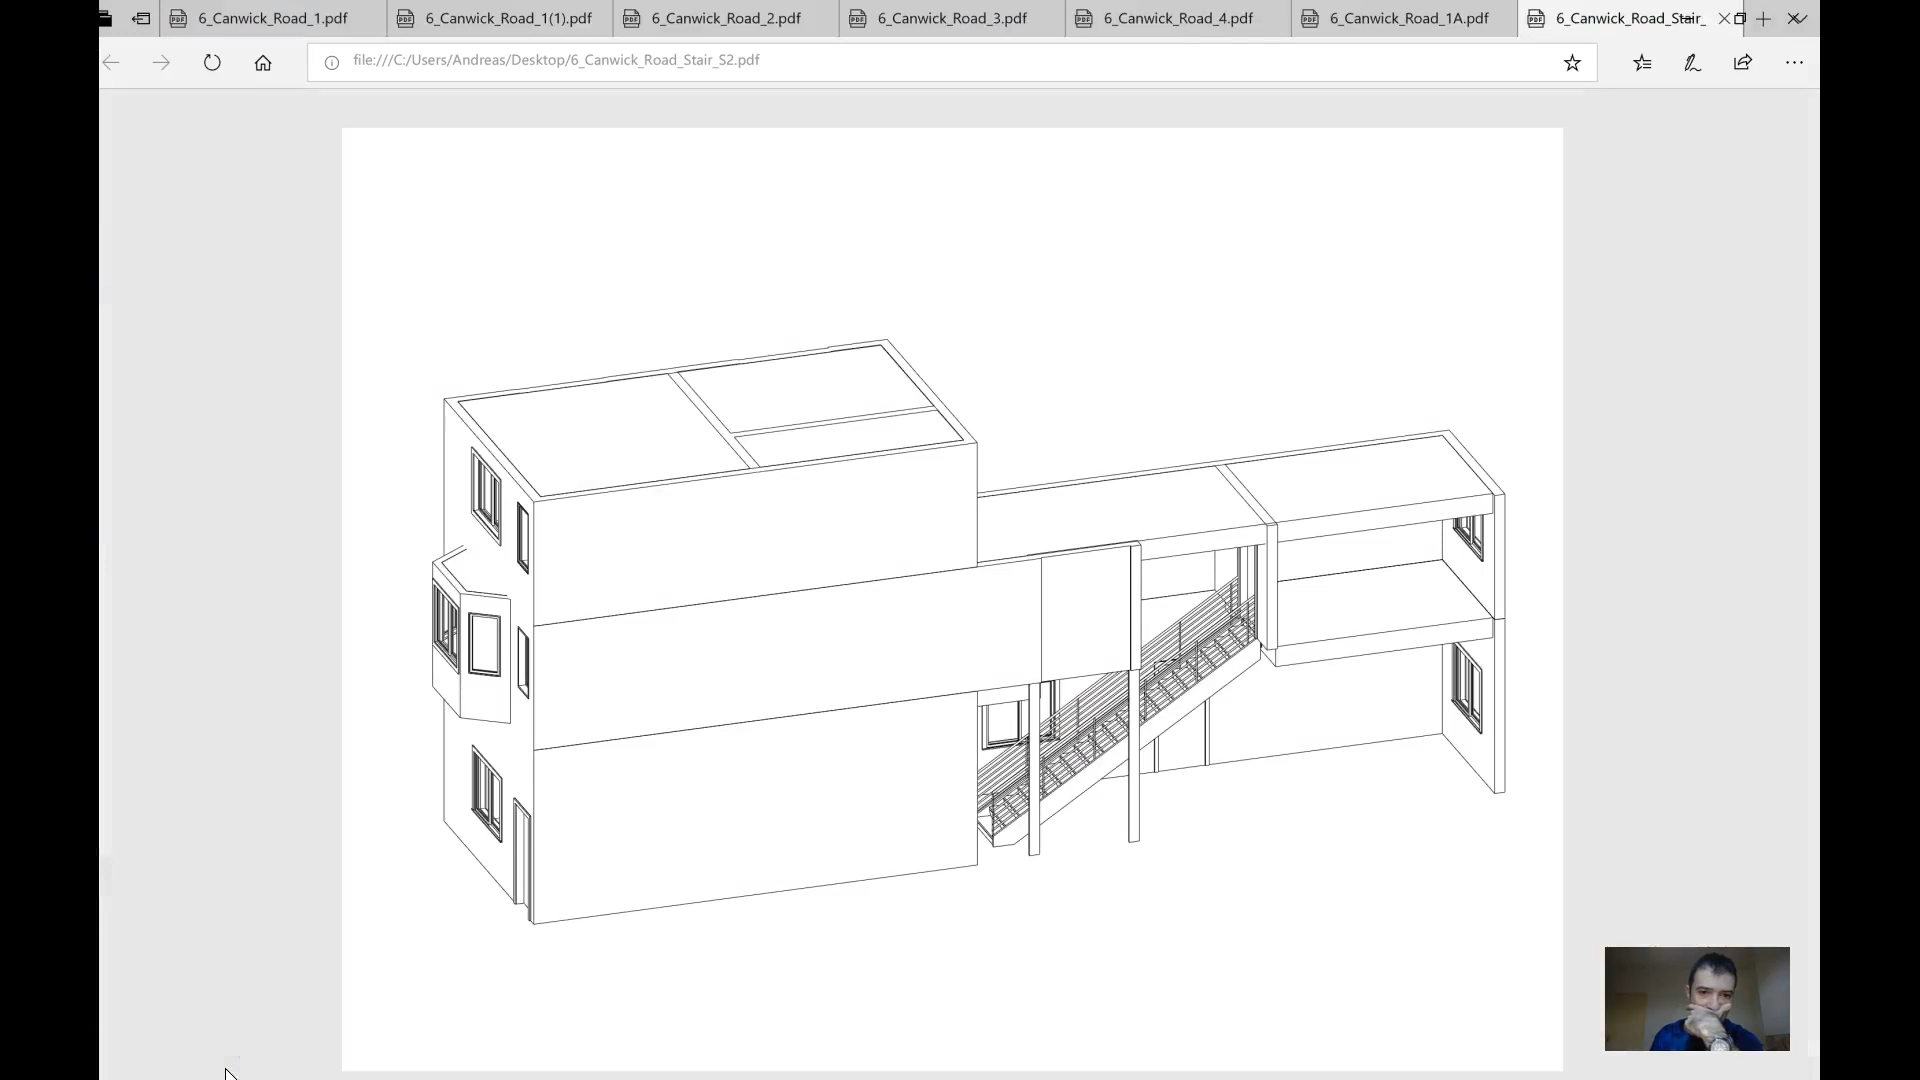 6_Canwick_Road_1.pdf
6_Canwick_Road_1(1).pdf
6_Canwick_Road_2.pdf
6_Canwick_Road_3.pdf
6_Canwick_Road_4.pdf
6_Canwick_Road_1A.pdf
6_Canwick_Road_Stair_
file:///C:/Users/Andreas/Desktop/6_Canwick_Road_Stair_S2.pdf